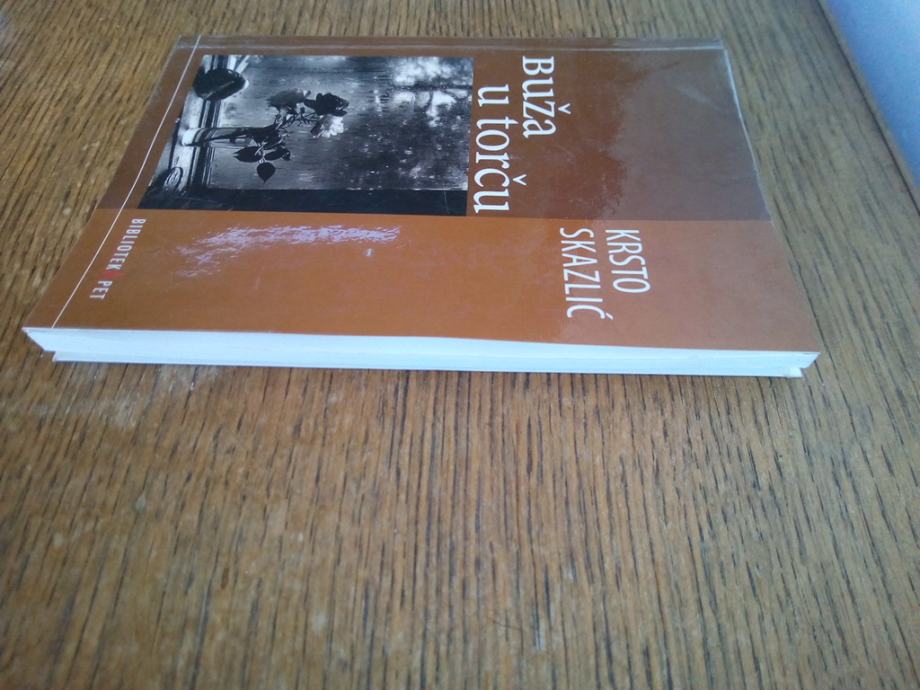 KRSTO
SKAZLIĆ
Buža
u torču
BIBLIOTEKA PET